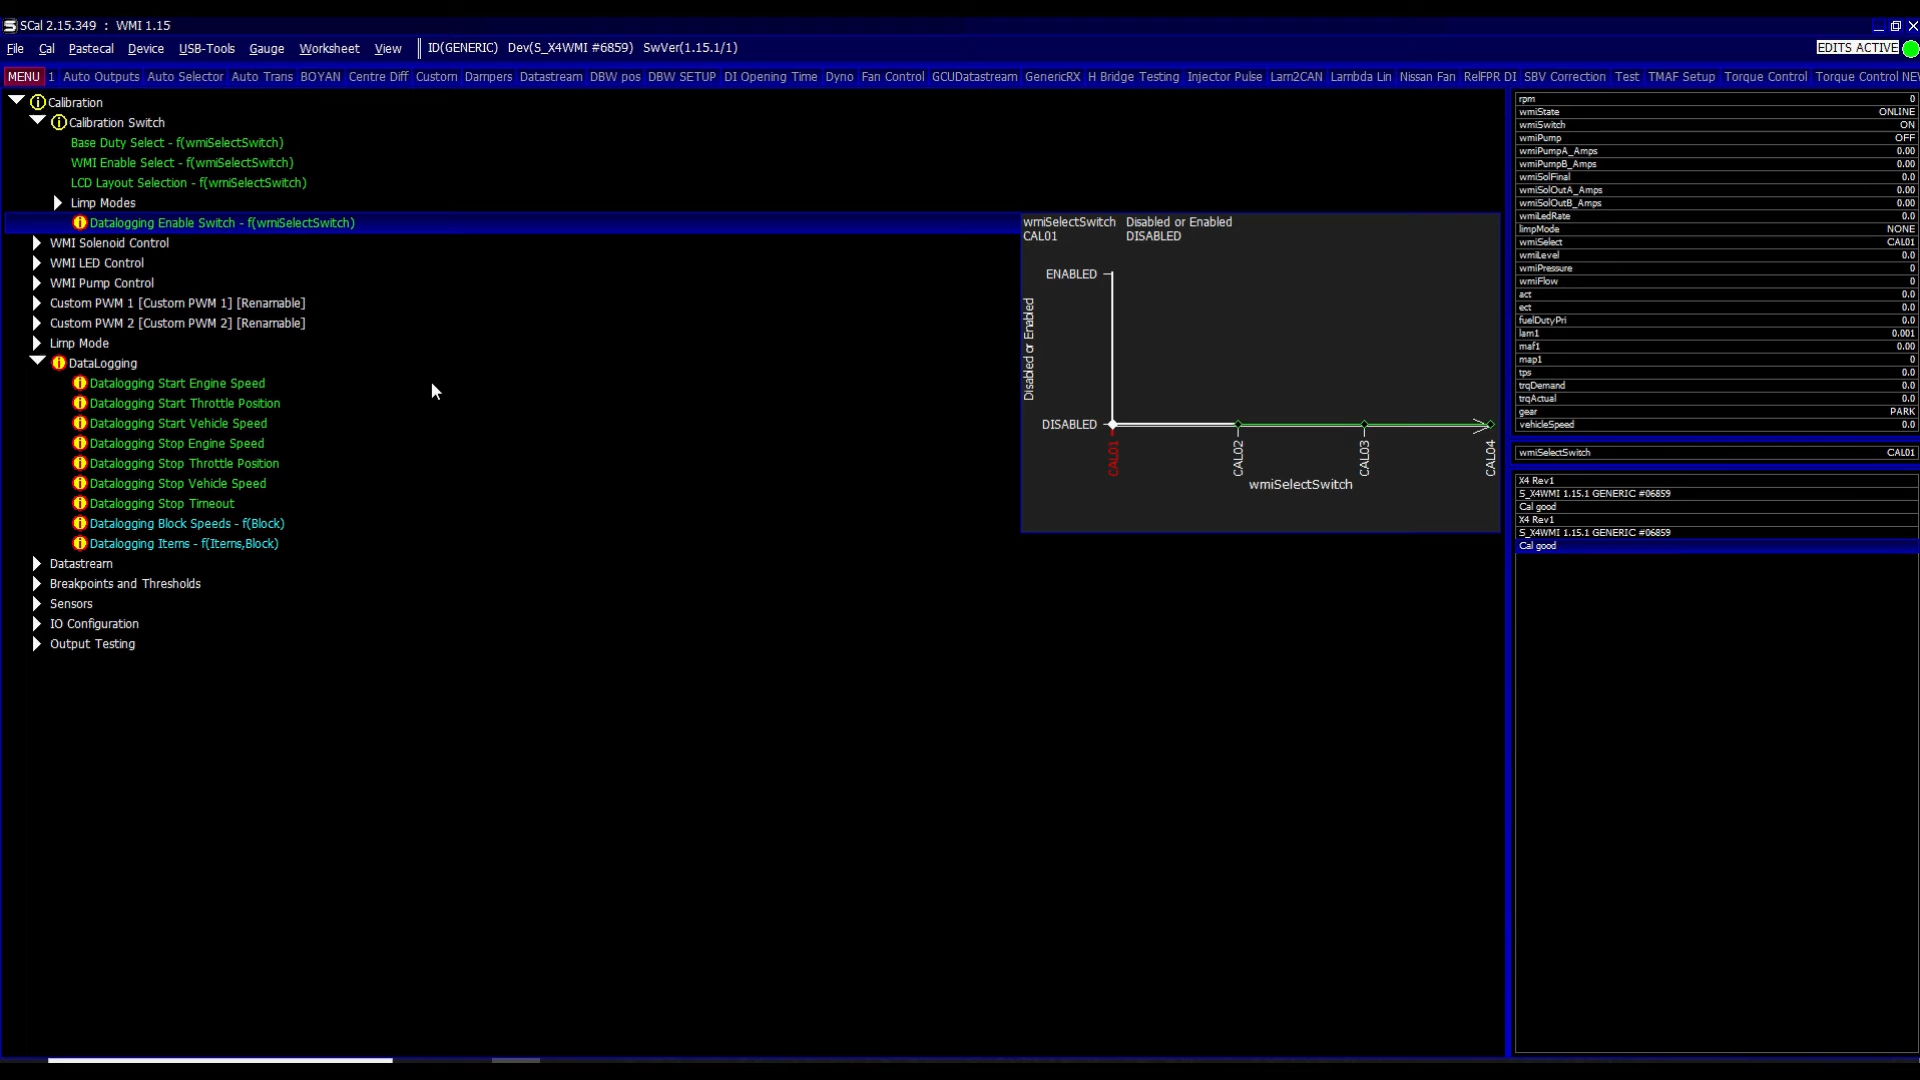 SCal 2.15.349 : WMI 1.15
File Cal Pastecal Device USB-Tools Gauge Worksheet View ID(GENERIC) Dev(S_X4WMI #6859) SwVer(1.15.1/1) EDITS ACTIVE
MENU 1 Auto Outputs Auto Selector Auto Trans BOYAN Centre Diff Custom Dampers Datastream DBW pos DBW SETUP DI Opening Time Dyno Fan Control GCUDatastream GenericRX H Bridge Testing Injector Pulse Lam2CAN Lambda Lin Nissan Fan RelFPR DI SBV Correction Test TMAF Setup Torque Control Torque Control NEW
Calibration
Calibration Switch
Base Duty Select - f(wmiSelectSwitch)
WMI Enable Select - f(wmiSelectSwitch)
LCD Layout Selection - f(wmiSelectSwitch)
Limp Modes
Datalogging Enable Switch - f(wmiSelectSwitch)
WMI Solenoid Control
WMI LED Control
WMI Pump Control
Custom PWM 1 [Custom PWM 1] [Renamable]
Custom PWM 2 [Custom PWM 2] [Renamable]
Limp Mode
DataLogging
Datalogging Start Engine Speed
Datalogging Start Throttle Position
Datalogging Start Vehicle Speed
Datalogging Stop Engine Speed
Datalogging Stop Throttle Position
Datalogging Stop Vehicle Speed
Datalogging Stop Timeout
Datalogging Block Speeds - f(Block)
Datalogging Items - f(Items,Block)
Datastream
Breakpoints and Thresholds
Sensors
IO Configuration
Output Testing
wmiSelectSwitch Disabled or Enabled
CAL01 DISABLED
ENABLED
Disabled or Enabled
DISABLED
CAL01 CAL02 CAL03 CAL04
wmiSelectSwitch
rpm 0
wmiState ONLINE
wmiSwitch ON
wmiPump OFF
wmiPumpA_Amps 0.00
wmiPumpB_Amps 0.00
wmiSolFinal 0.0
wmiSolOutA_Amps 0.00
wmiSolOutB_Amps 0.00
wmiLedRate 0.0
limpMode NONE
wmiSelect CAL01
wmiLevel 0.0
wmiPressure 0
wmiFlow 0
act 0.0
ect 0.0
fuelDutyPri 0.0
lam1 0.001
maf1 0.00
map1 0
tps 0.0
trqDemand 0.0
trqActual 0.0
gear PARK
vehicleSpeed 0.0
wmiSelectSwitch CAL01
X4 Rev1
S_X4WMI 1.15.1 GENERIC #06859
Cal good
X4 Rev1
S_X4WMI 1.15.1 GENERIC #06859
Cal good